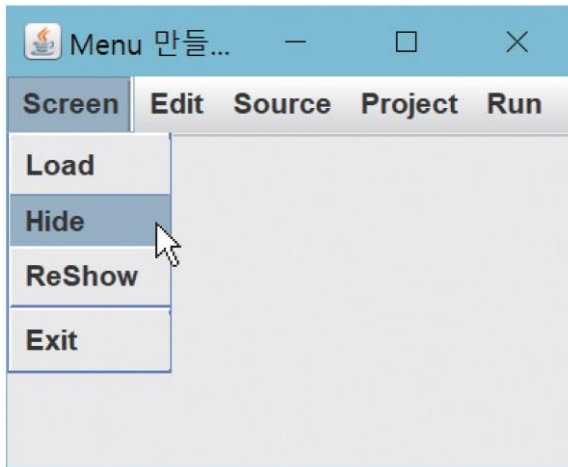 Menu 만들...
Screen Edit Source Project Run
Load
Hide
ReShow
Exit